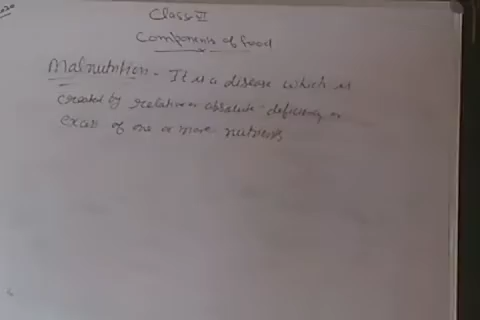 Class VI
Components of food
Malnutrition - It is a disease which is
created by relative or absolute deficiency or
excess of one or more nutrients